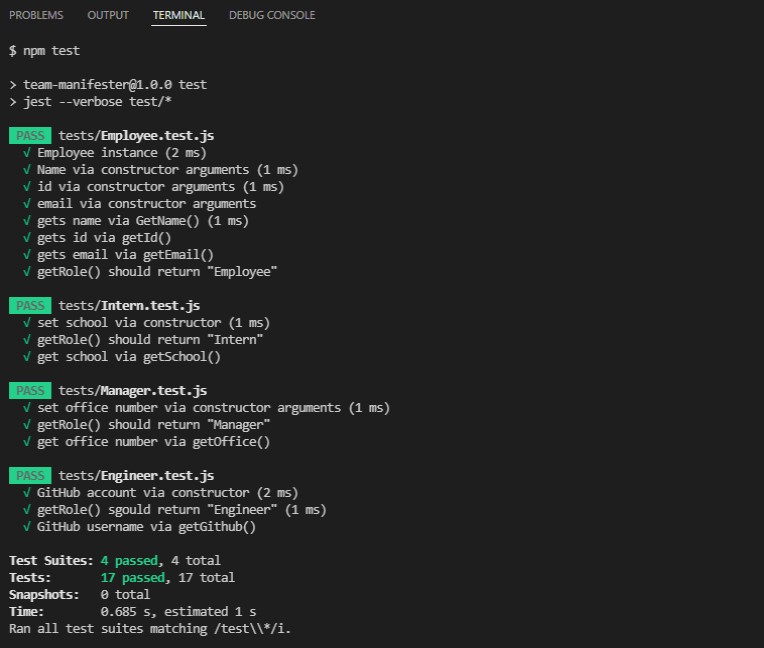 PROBLEMS OUTPUT TERMINAL DEBUG CONSOLE
$ npm test
> team-manifester@1.0.0 test
> jest --verbose test/*
PASS tests/Employee.test.js
√ Employee instance (2 ms)
√ Name via constructor arguments (1 ms)
√ id via constructor arguments (1 ms)
√ email via constructor arguments
√ gets name via GetName() (1 ms)
√ gets id via getId()
√ gets email via getEmail()
√ getRole() should return "Employee"
PASS tests/Intern.test.js
√ set school via constructor (1 ms)
√ getRole() should return "Intern"
√ get school via getSchool()
PASS tests/Manager.test.js
√ set office number via constructor arguments (1 ms)
√ getRole() should return "Manager"
√ get office number via getOffice()
PASS tests/Engineer.test.js
√ GitHub account via constructor (2 ms)
√ getRole() sgould return "Engineer" (1 ms)
√ GitHub username via getGithub()
Test Suites: 4 passed, 4 total
Tests: 17 passed, 17 total
Snapshots: 0 total
Time: 0.685 s, estimated 1 s
Ran all test suites matching /test\\*/i.